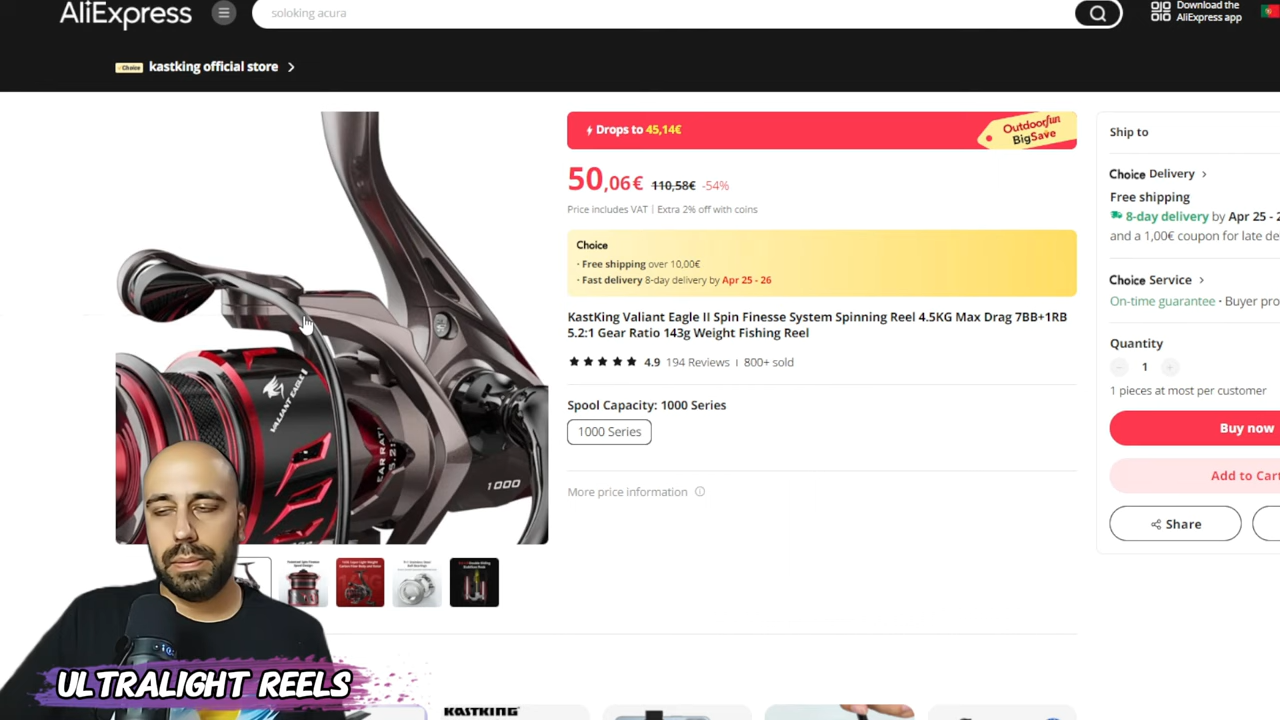 AliExpress
soloking acura
Download the
AliExpress app
Choice kastking official store >
Drops to 45,14€
Outdoorfun
BigSave
50,06€ 110,58€ -54%
Price includes VAT | Extra 2% off with coins
Choice
· Free shipping over 10,00€
· Fast delivery 8-day delivery by Apr 25 - 26
KastKing Valiant Eagle II Spin Finesse System Spinning Reel 4.5KG Max Drag 7BB+1RB
5.2:1 Gear Ratio 143g Weight Fishing Reel
4.9 194 Reviews | 800+ sold
Spool Capacity: 1000 Series
1000 Series
More price information
Ship to
Choice Delivery >
Free shipping
8-day delivery by Apr 25 - 2
and a 1,00€ coupon for late de
Choice Service >
On-time guarantee · Buyer pro
Quantity
1
1 pieces at most per customer
Buy now
Add to Cart
Share
VALIANT EAGLE II
1000
ULTRALIGHT REELS
KASTKING